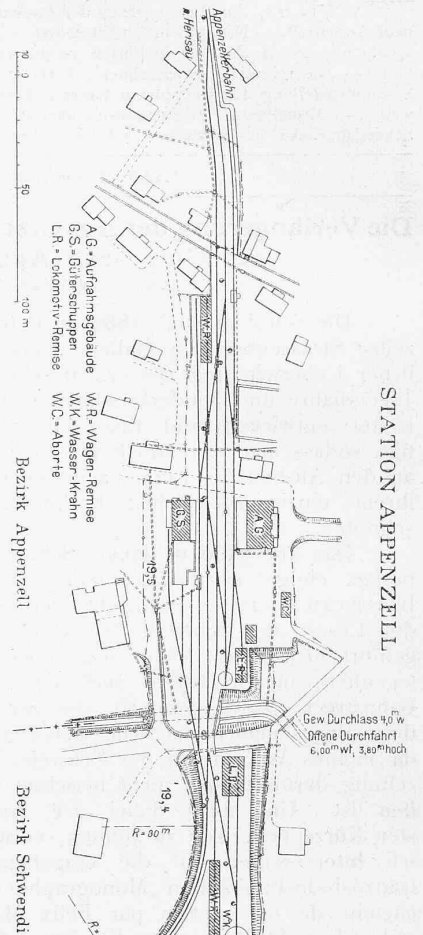 STATION APPENZELL
Appenzellerbahn
n. Herisau
10 0 50 100 m
A.G. = Aufnahmsgebäude
G.S. = Güterschuppen
L.R. = Lokomotiv-Remise
W.R. = Wagen-Remise
W.K. = Wasser-Krahn
W.C. = Aborte
W.R.
G.S.
A.G.
W.C.
19,5
Gew Durchlass 4,0 m w
Offene Durchfahrt
6,00 m wt, 3,80 m hoch
L.R.
19,4
R = 80 m
W.R.
W.K.
R =
Bezirk Appenzell
Bezirk Schwendi
Die